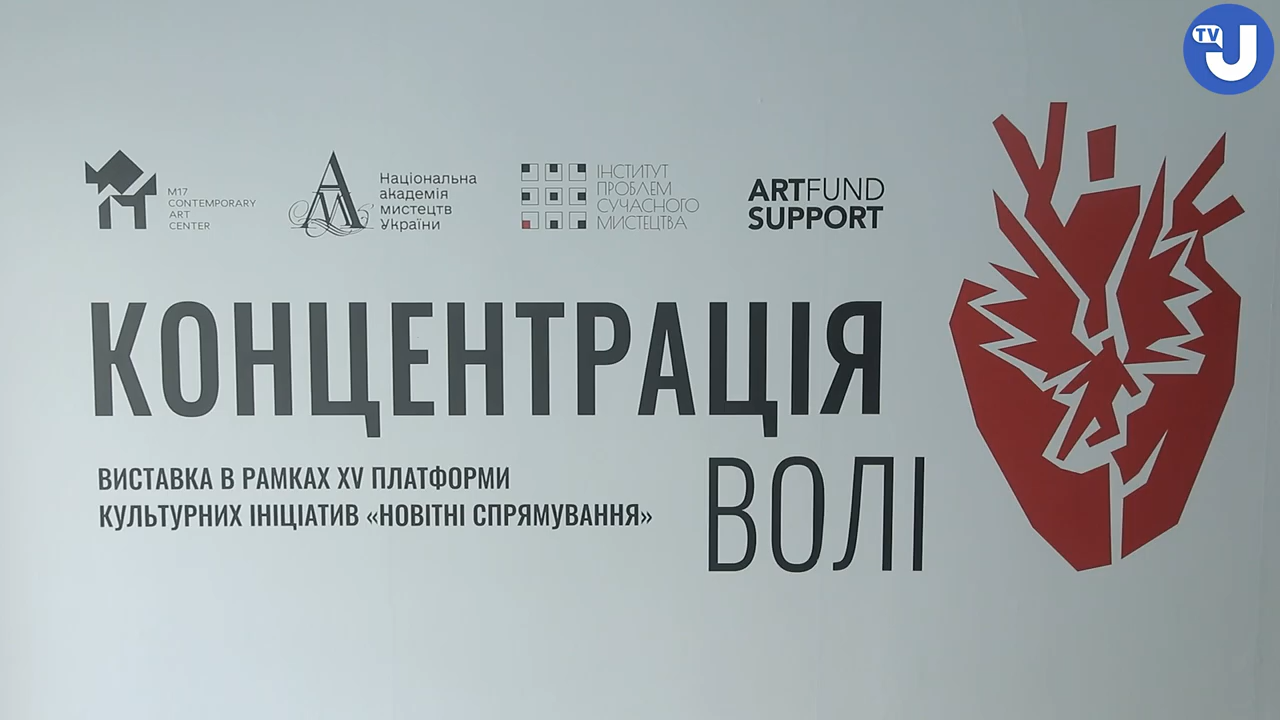 TV U
M17
CONTEMPORARY
ART
CENTER
Національна
академія
мистецтв
України
ІНСТИТУТ
ПРОБЛЕМ
СУЧАСНОГО
МИСТЕЦТВА
ARTFUND
SUPPORT
КОНЦЕНТРАЦІЯ
ВОЛІ
ВИСТАВКА В РАМКАХ XV ПЛАТФОРМИ
КУЛЬТУРНИХ ІНІЦІАТИВ «НОВІТНІ СПРЯМУВАННЯ»